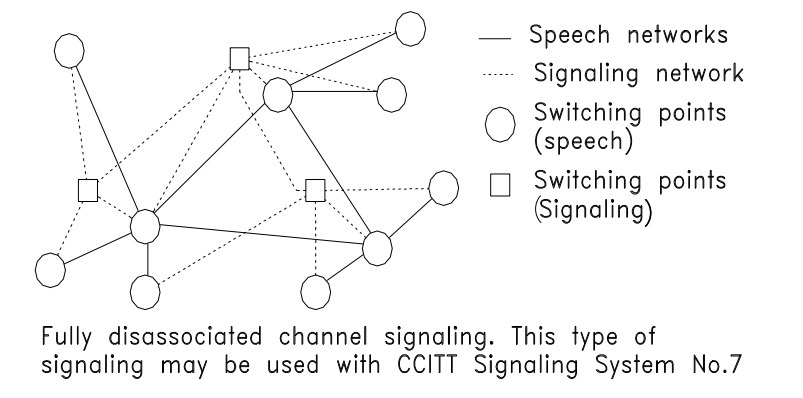 Speech networks
Signaling network
Switching points
(speech)
Switching points
(Signaling)
Fully disassociated channel signaling. This type of
signaling may be used with CCITT Signaling System No.7